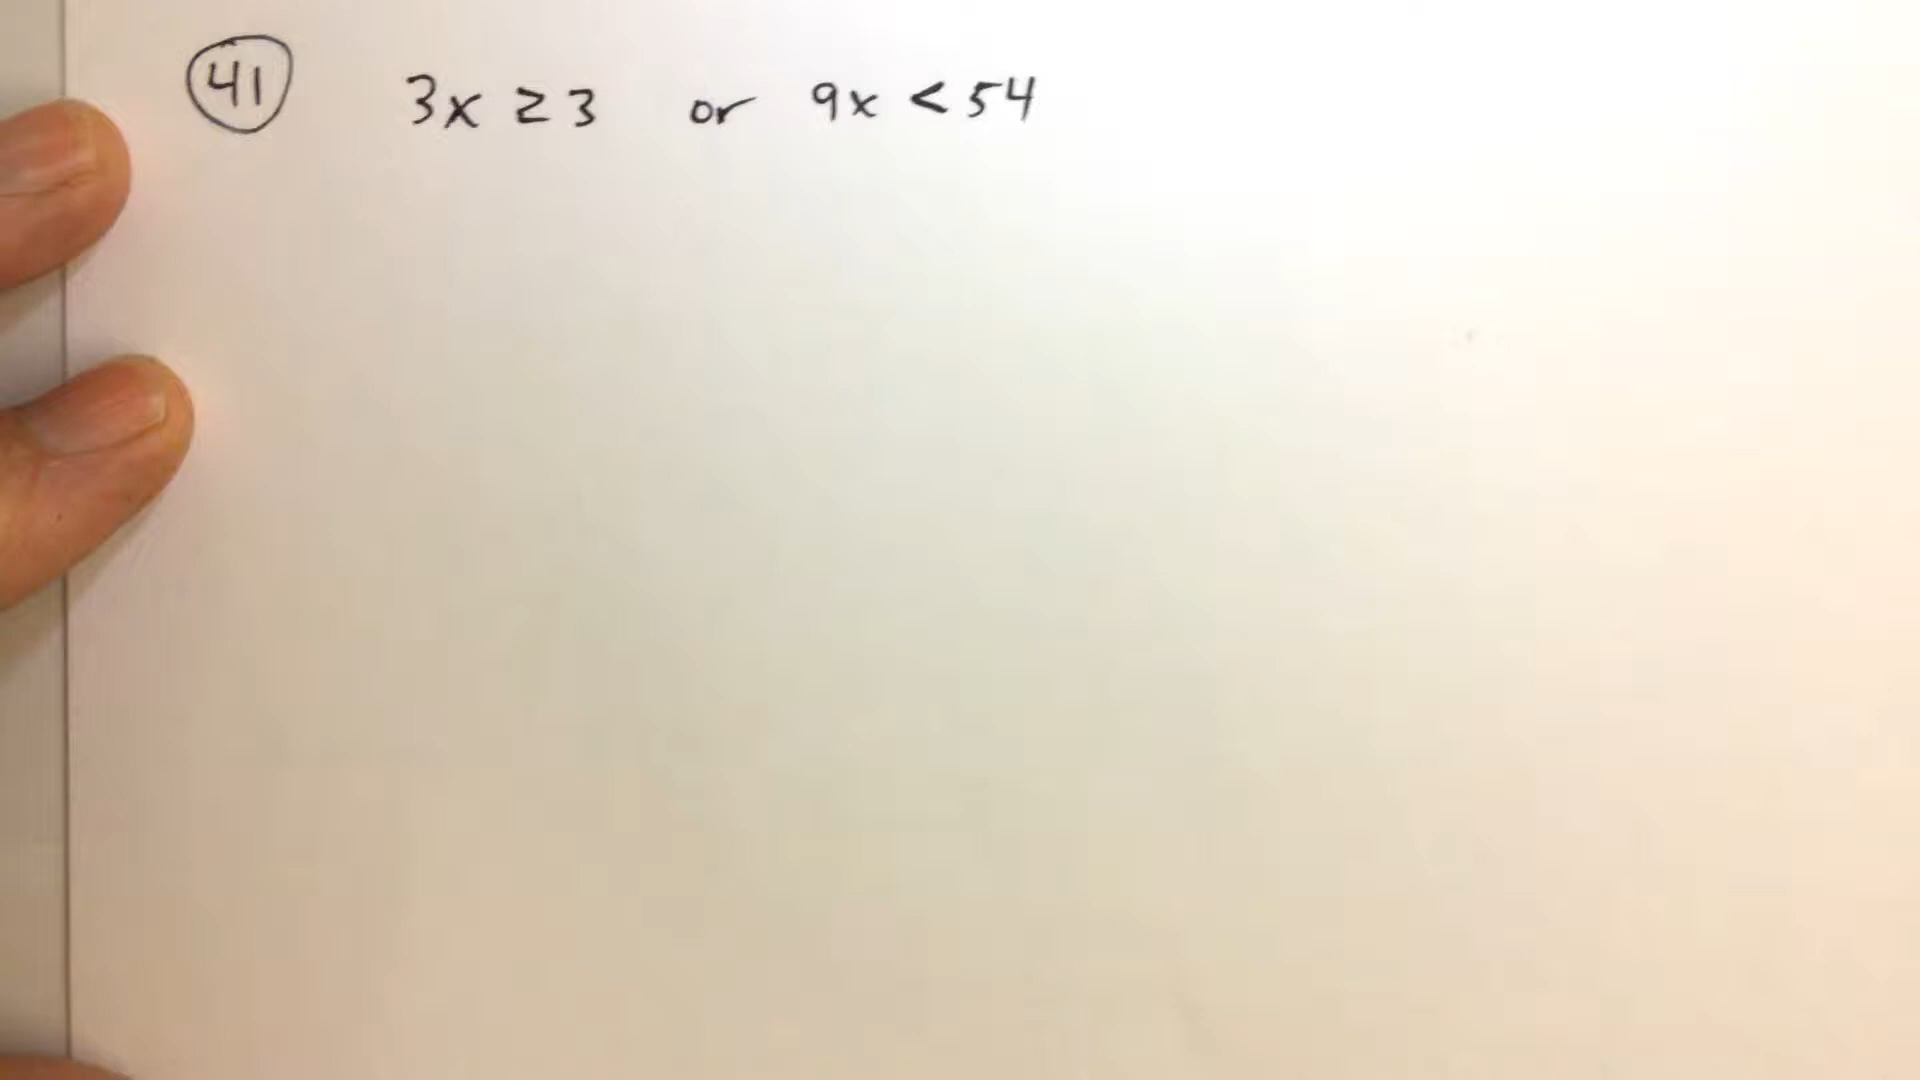 41 3x ≥ 3 or 9x < 54